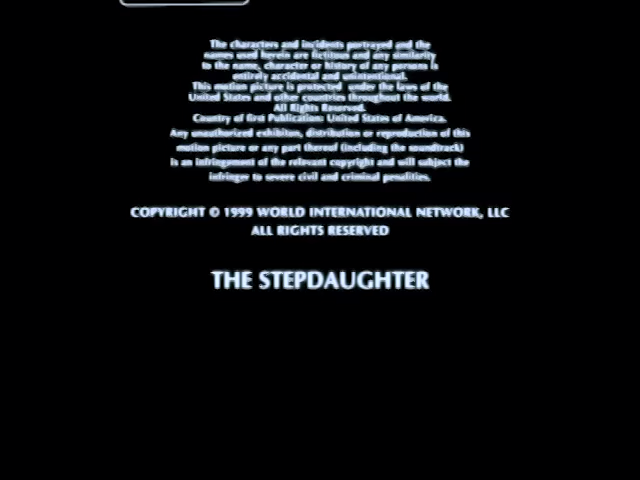 The characters and incidents portrayed and the
names used herein are fictitous and any similarity
to the name, character or history of any persons is
entirely accidental and unintentional.
This motion picture is protected under the laws of the
United States and other countries throughout the world.
All Rights Reserved.
Country of first Publication: United States of America.
Any unauthorized exhibiton, distribution or reproduction of this
motion picture or any part thereof (including the soundtrack)
is an infringement of the relevant copyright and will subject the
infringer to severe civil and criminal penalities.
COPYRIGHT © 1999 WORLD INTERNATIONAL NETWORK, LLC
ALL RIGHTS RESERVED
THE STEPDAUGHTER